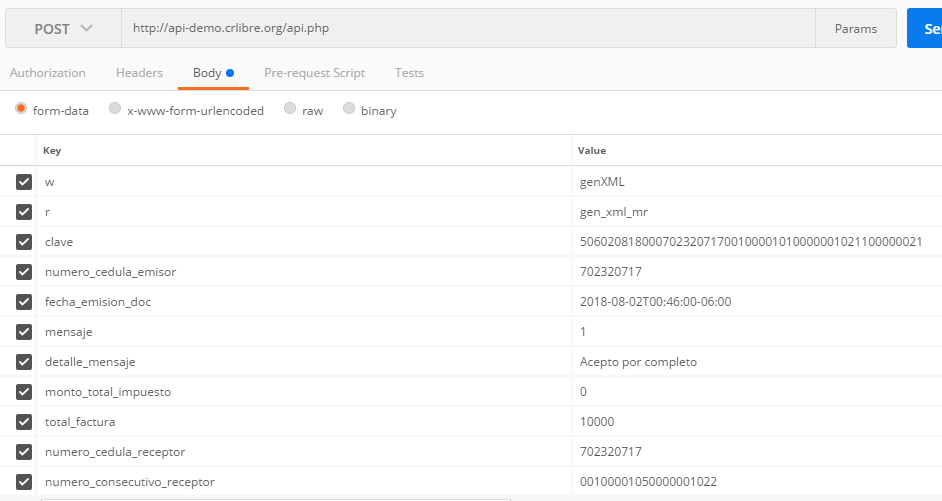 POST http://api-demo.crlibre.org/api.php Params
Authorization Headers Body Pre-request Script Tests
form-data x-www-form-urlencoded raw binary
Key Value
w genXML
r gen_xml_mr
clave 50602081800070232071700100001010000001021100000021
numero_cedula_emisor 702320717
fecha_emision_doc 2018-08-02T00:46:00-06:00
mensaje 1
detalle_mensaje Acepto por completo
monto_total_impuesto 0
total_factura 10000
numero_cedula_receptor 702320717
numero_consecutivo_receptor 00100001050000001022